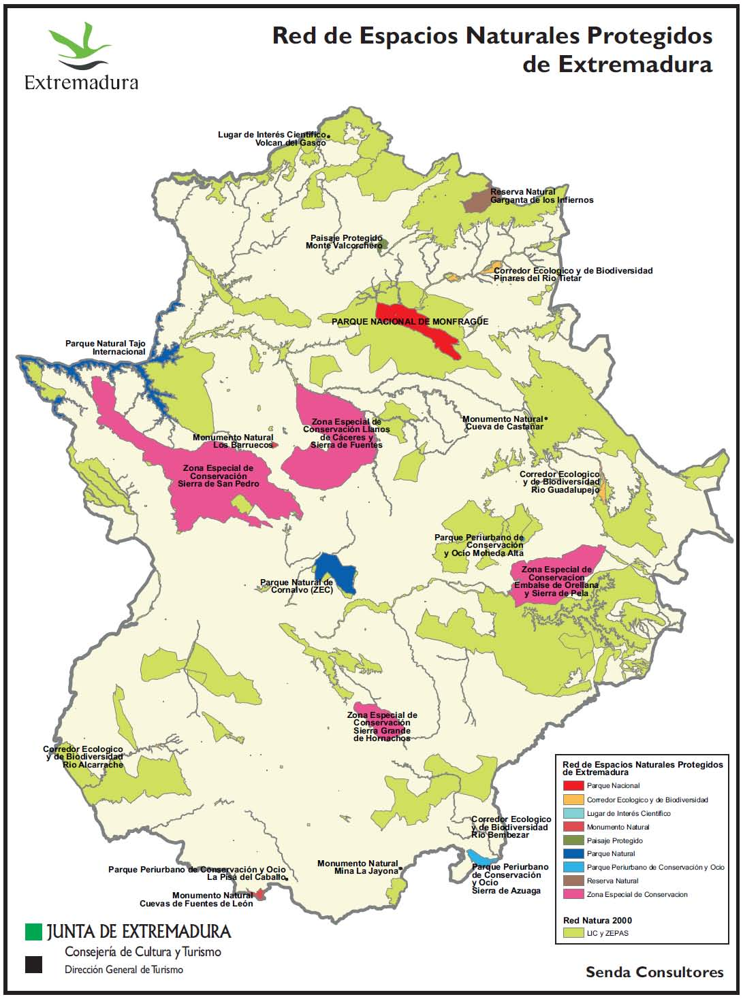 Red de Espacios Naturales Protegidos
de Extremadura
Extremadura
Lugar de Interés Científico
Volcan del Gasco
Reserva Natural
Garganta de los Infiernos
Paisaje Protegido
Monte Valcorchero
Corredor Ecologico y de Biodiversidad
Pinares del Rio Tietar
PARQUE NACIONAL DE MONFRAGÜE
Parque Natural Tajo
Internacional
Zona Especial de
Conservación Llanos
de Cáceres y
Sierra de Fuentes
Monumento Natural
Cueva de Castañar
Monumento Natural
Los Barruecos
Zona Especial de
Conservación
Sierra de San Pedro
Corredor Ecologico
y de Biodiversidad
Rio Guadalupejo
Parque Periurbano de
Conservación
y Ocio Moheda Alta
Zona Especial de
Conservacion
Embalse de Orellana
y Sierra de Pela
Parque Natural de
Cornalvo (ZEC)
Zona Especial de
Conservación
Sierra Grande
de Hornachos
Corredor Ecologico
y de Biodiversidad
Rio Alcarrache
Corredor Ecologico
y de Biodiversidad
Rio Bembezar
Monumento Natural
Mina La Jayona
Parque Periurbano
de Conservación
y Ocio
Sierra de Azuaga
Parque Periurbano de Conservación y Ocio
La Pisá del Caballo
Monumento Natural
Cuevas de Fuentes de León
Red de Espacios Naturales Protegidos
de Extremadura
Parque Nacional
Corredor Ecologico y de Biodiversidad
Lugar de Interés Científico
Monumento Natural
Paisaje Protegido
Parque Natural
Parque Periurbano de Conservación y Ocio
Reserva Natural
Zona Especial de Conservacion
Red Natura 2000
LIC y ZEPAS
JUNTA DE EXTREMADURA
Consejería de Cultura y Turismo
Dirección General de Turismo
Senda Consultores